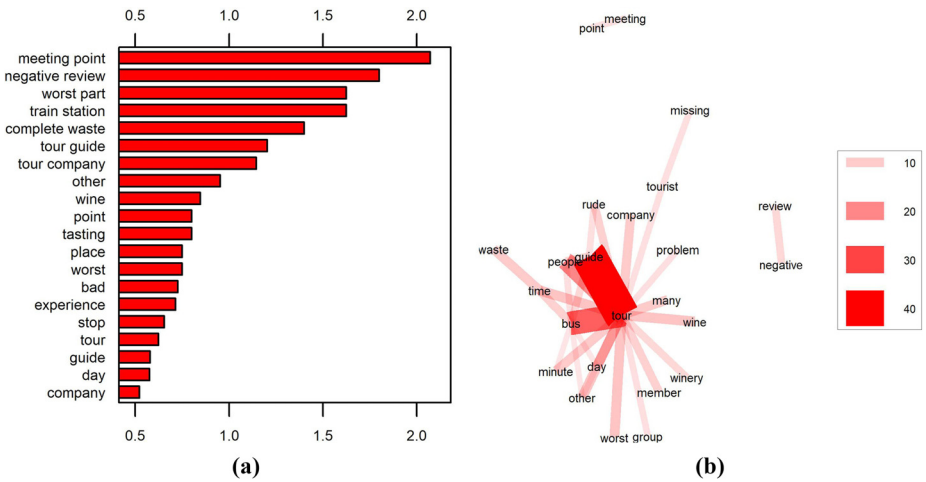 0.5 1.0 1.5 2.0
meeting point
negative review
worst part
train station
complete waste
tour guide
tour company
other
wine
point
tasting
place
worst
bad
experience
stop
tour
guide
day
company
0.5 1.0 1.5 2.0
(a)
meeting
point
missing
tourist
rude
company
review
waste
problem
guide
people
negative
time
many
bus
tour
wine
minute
day
winery
other
member
worst group
10
20
30
40
(b)